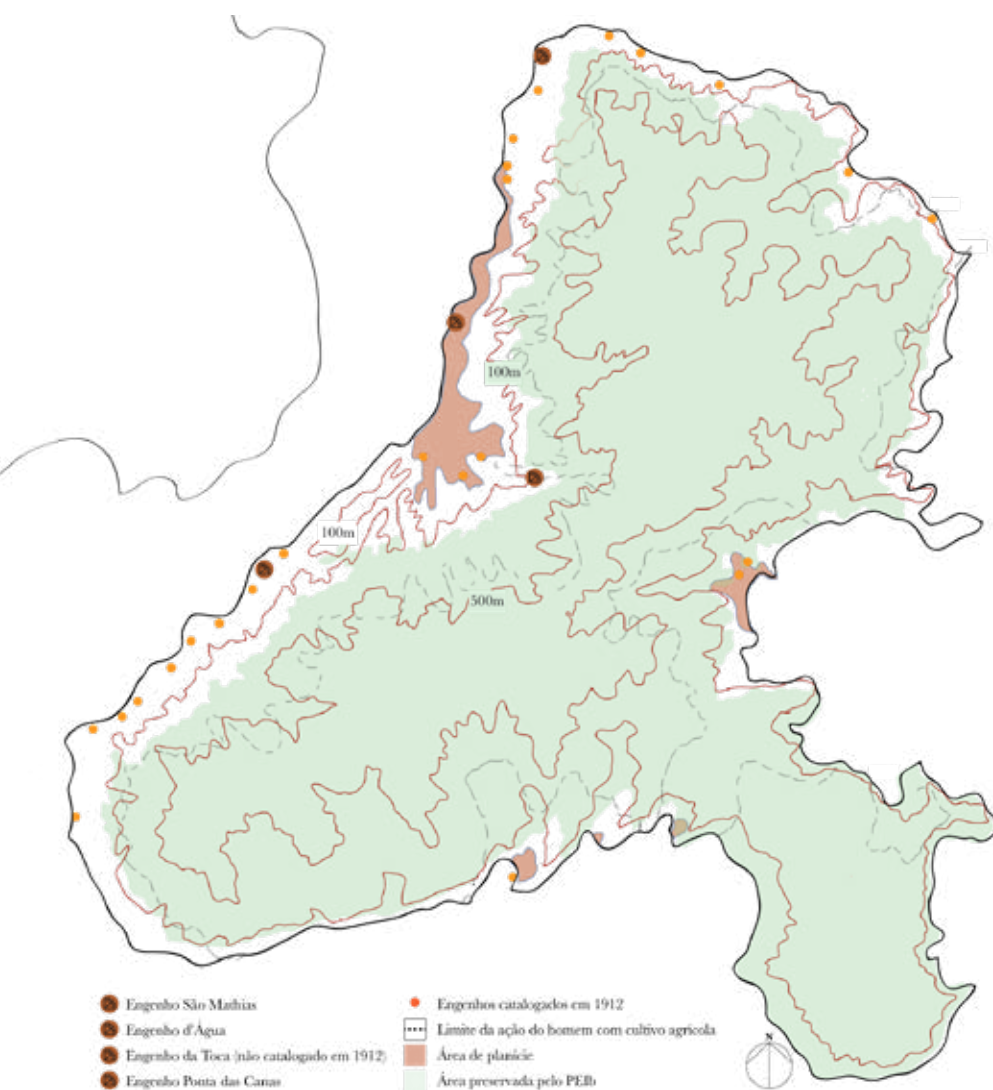 100m
100m
500m
Engenho São Mathias
Engenho d'Água
Engenho da Toca (não catalogado em 1912)
Engenho Ponta das Canas
Engenhos catalogados em 1912
Limite da ação do homem com cultivo agrícola
Área de planície
Área preservada pelo PEIb
N